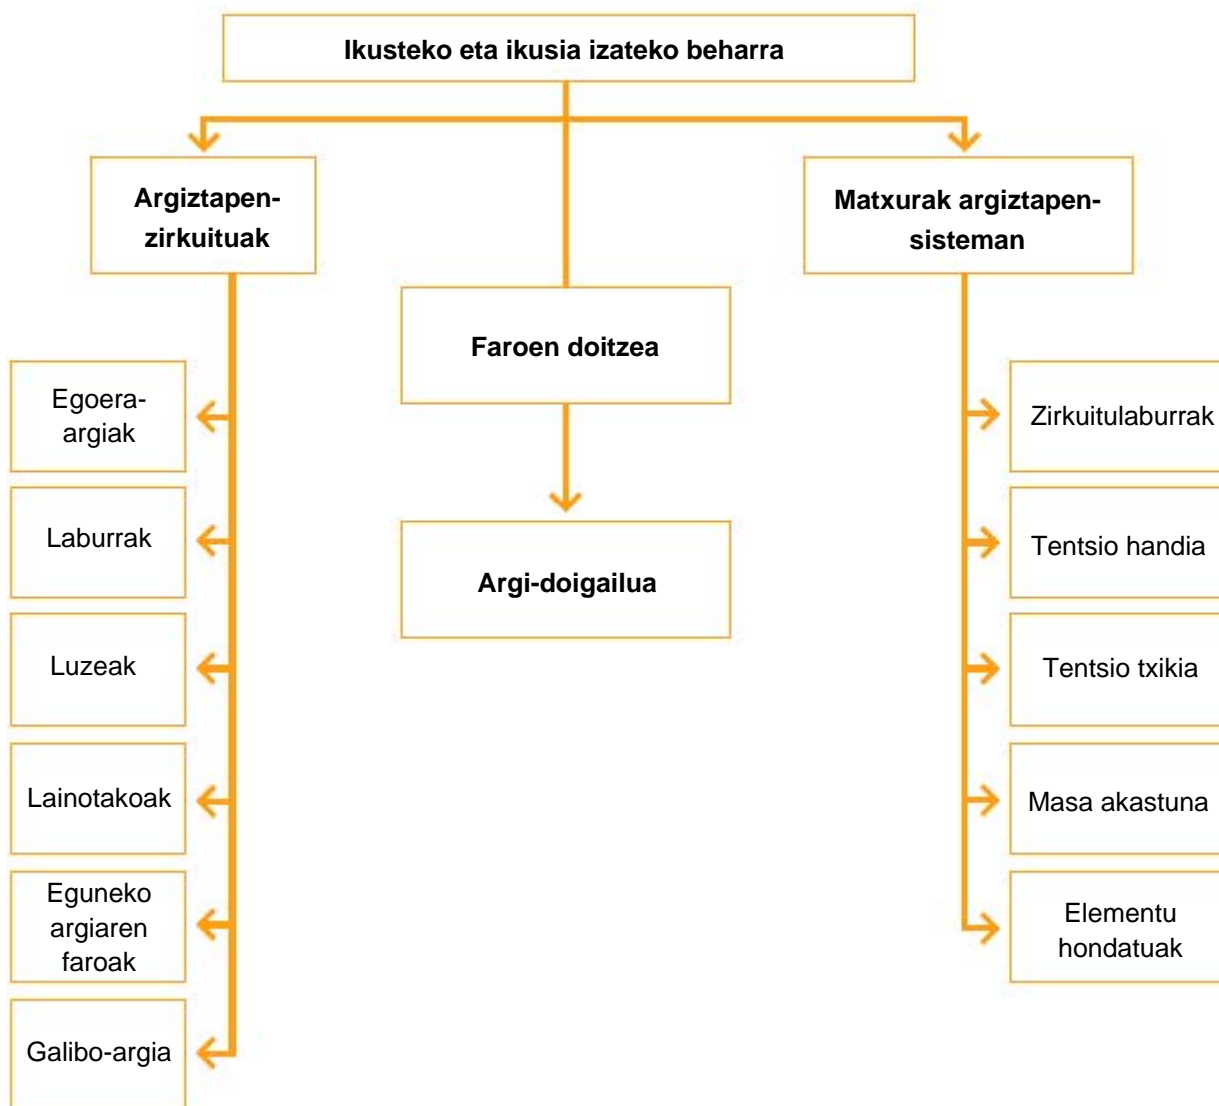 Ikusteko eta ikusia izateko beharra
Argiztapen-
zirkuituak
Matxurak argiztapen-
sisteman
Faroen doitzea
Argi-doigailua
Egoera-
argiak
Laburrak
Luzeak
Lainotakoak
Eguneko
argiaren
faroak
Galibo-argia
Zirkuitulaburrak
Tentsio handia
Tentsio txikia
Masa akastuna
Elementu
hondatuak